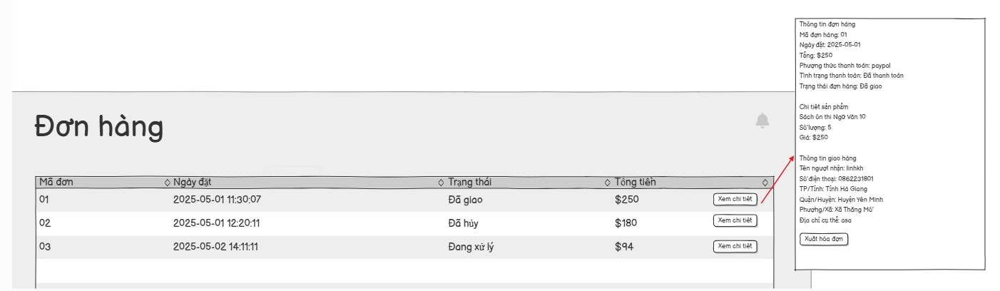 Đơn hàng
Mã đơn Ngày đặt Trạng thái Tổng tiền
01 2025-05-01 11:30:07 Đã giao $250 Xem chi tiết
02 2025-05-01 12:20:11 Đã hủy $180 Xem chi tiết
03 2025-05-02 14:11:11 Đang xử lý $94 Xem chi tiết
Thông tin đơn hàng
Mã đơn hàng: 01
Ngày đặt: 2025-05-01
Tổng: $250
Phương thức thanh toán: paypal
Tình trạng thanh toán: Đã thanh toán
Trạng thái đơn hàng: Đã giao
Chi tiết sản phẩm
Sách ôn thi Ngữ Văn 10
Số lượng: 5
Giá: $250
Thông tin giao hàng
Tên người nhận: linhkh
Số điện thoại: 0862231801
TP/Tỉnh: Tỉnh Hà Giang
Quận/Huyện: Huyện Yên Minh
Phường/Xã: Xã Thắng Mố
Địa chỉ cụ thể: asa
Xuất hóa đơn